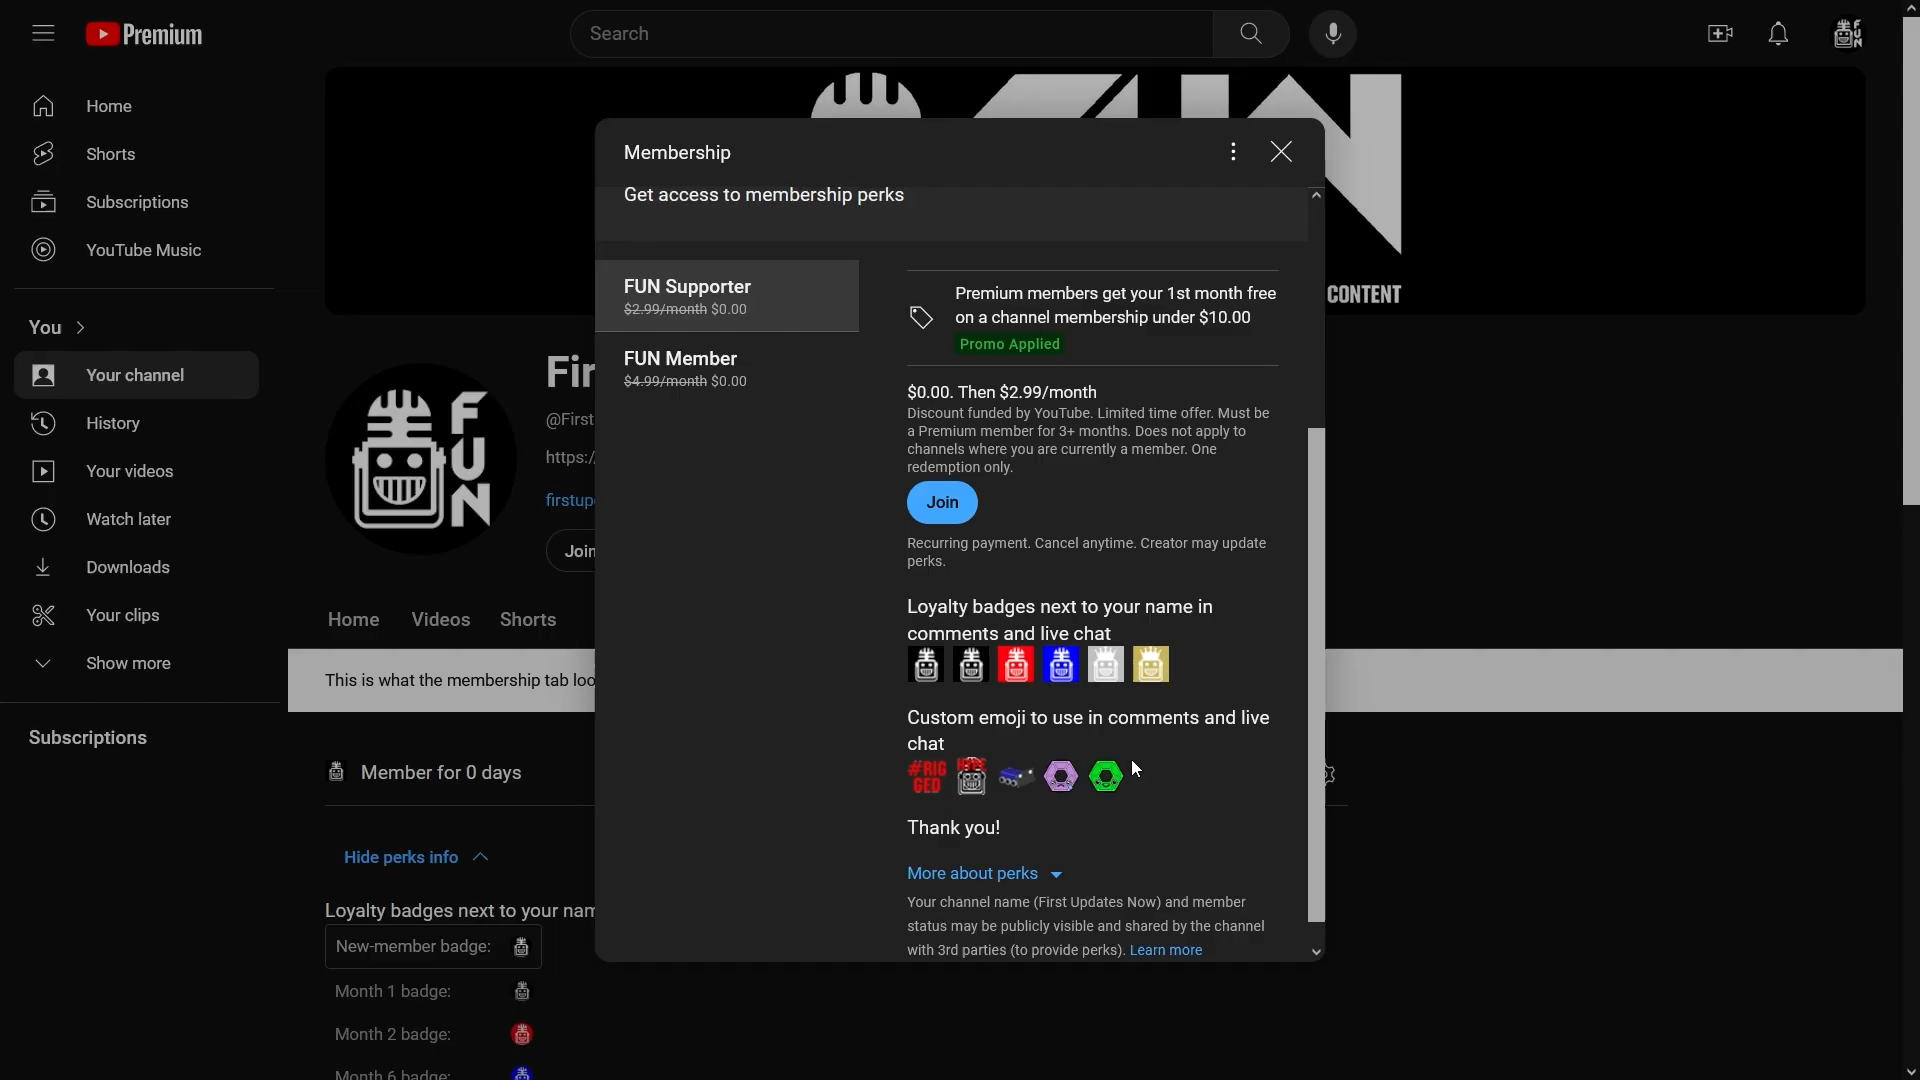 Premium
Search
Home
Shorts
Subscriptions
YouTube Music
You
Your channel
History
Your videos
Watch later
Downloads
Your clips
Show more
Subscriptions
CONTENT
FUN
@First
https:/
Join
Home Videos Shorts
This is what the membership tab loo
Member for 0 days
Hide perks info
Loyalty badges next to your nam
New-member badge:
Month 1 badge:
Month 2 badge:
Month 6 badge:
Membership
Get access to membership perks
FUN Supporter
$2.99/month $0.00
FUN Member
$4.99/month $0.00
Premium members get your 1st month free
on a channel membership under $10.00
Promo Applied
$0.00. Then $2.99/month
Discount funded by YouTube. Limited time offer. Must be
a Premium member for 3+ months. Does not apply to
channels where you are currently a member. One
redemption only.
Join
Recurring payment. Cancel anytime. Creator may update
perks.
Loyalty badges next to your name in
comments and live chat
Custom emoji to use in comments and live
chat
#RIG
GED
HYPE
Thank you!
More about perks
Your channel name (First Updates Now) and member
status may be publicly visible and shared by the channel
with 3rd parties (to provide perks). Learn more